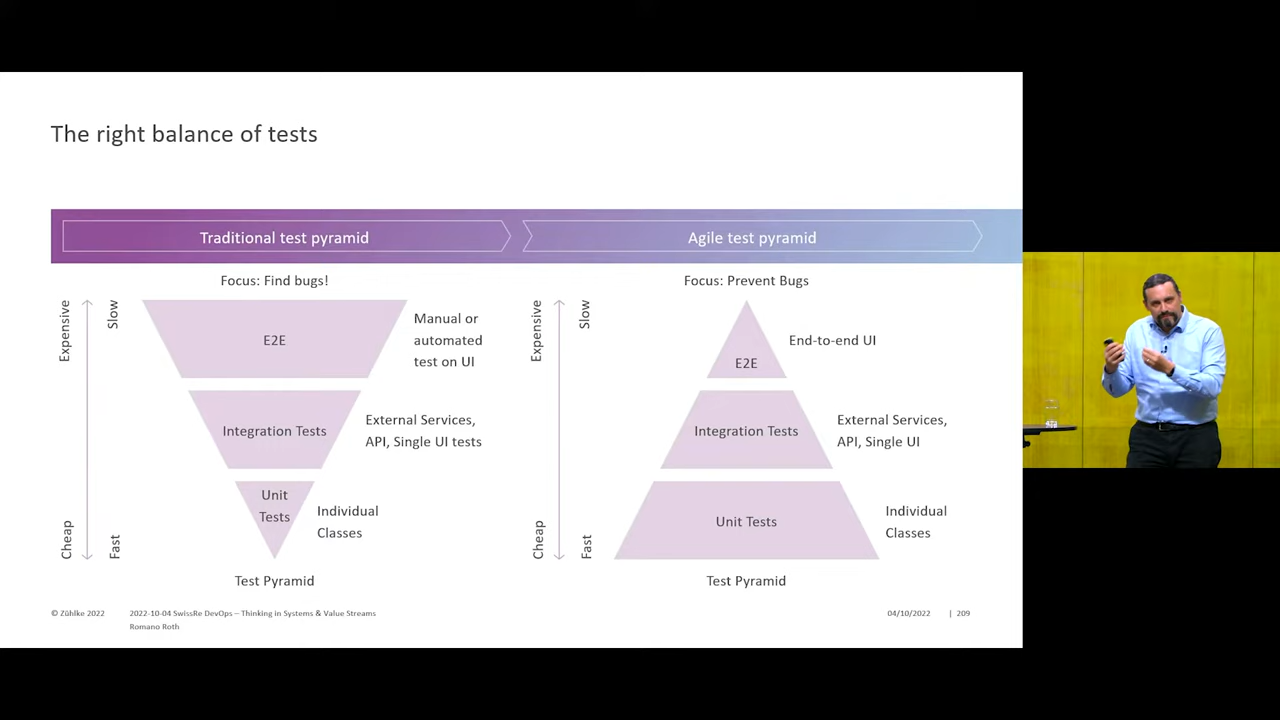 The right balance of tests
Traditional test pyramid
Agile test pyramid
Focus: Find bugs!
Expensive
Slow
E2E
Manual or
automated
test on UI
Integration Tests
External Services,
API, Single UI tests
Unit
Tests
Individual
Classes
Cheap
Fast
Test Pyramid
Focus: Prevent Bugs
Expensive
Slow
E2E
End-to-end UI
Integration Tests
External Services,
API, Single UI
Unit Tests
Individual
Classes
Cheap
Fast
Test Pyramid
© Zühlke 2022
2022-10-04 SwissRe DevOps – Thinking in Systems & Value Streams
Romano Roth
04/10/2022 | 209